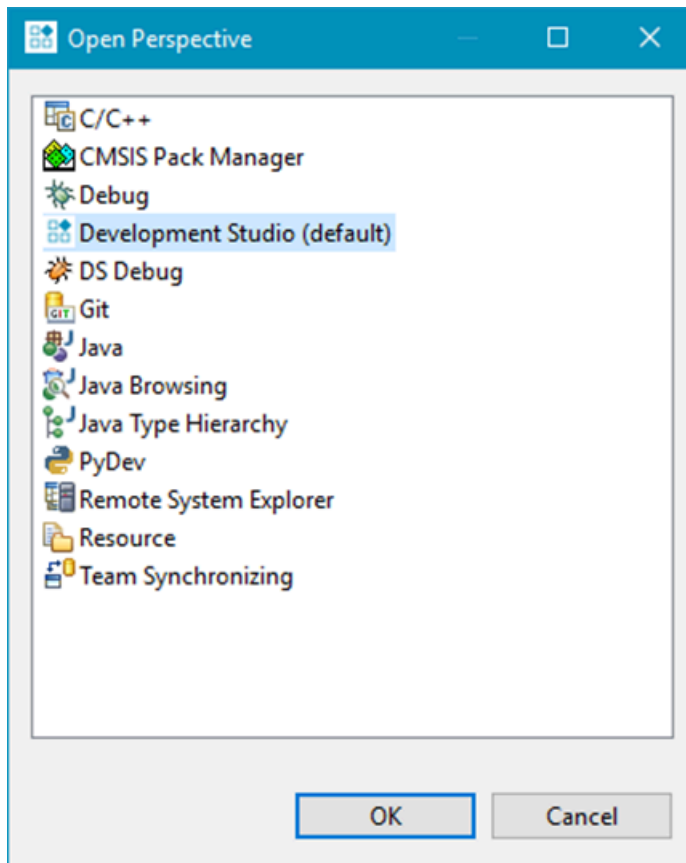 Open Perspective
C/C++
CMSIS Pack Manager
Debug
Development Studio (default)
DS Debug
Git
Java
Java Browsing
Java Type Hierarchy
PyDev
Remote System Explorer
Resource
Team Synchronizing
OK Cancel